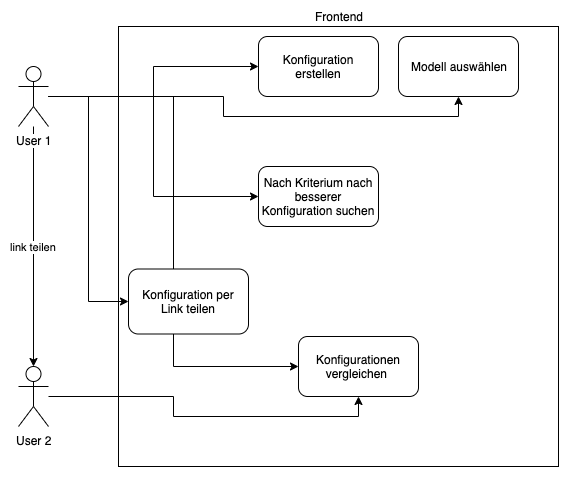 Frontend
Konfiguration
erstellen
Modell auswählen
User 1
Nach Kriterium nach
besserer
Konfiguration suchen
link teilen
Konfiguration per
Link teilen
Konfigurationen
vergleichen
User 2